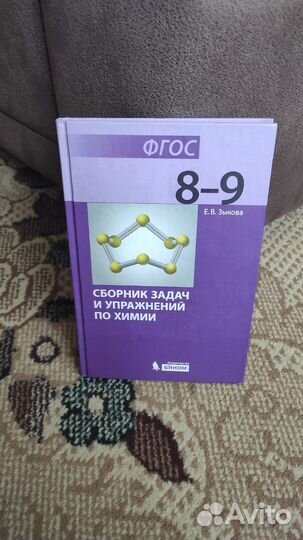 ФГОС
8–9
Е. В. Зыкова
СБОРНИК ЗАДАЧ
И УПРАЖНЕНИЙ
ПО ХИМИИ
БИНОМ
Avito